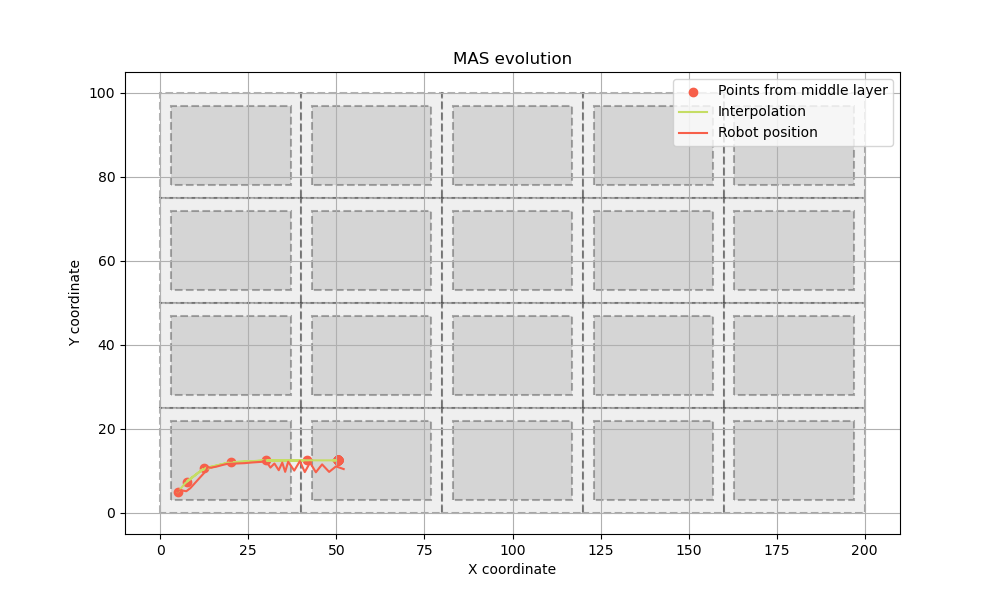 MAS evolution
Points from middle layer
Interpolation
Robot position
Y coordinate
100
80
60
40
20
0
0 25 50 75 100 125 150 175 200
X coordinate